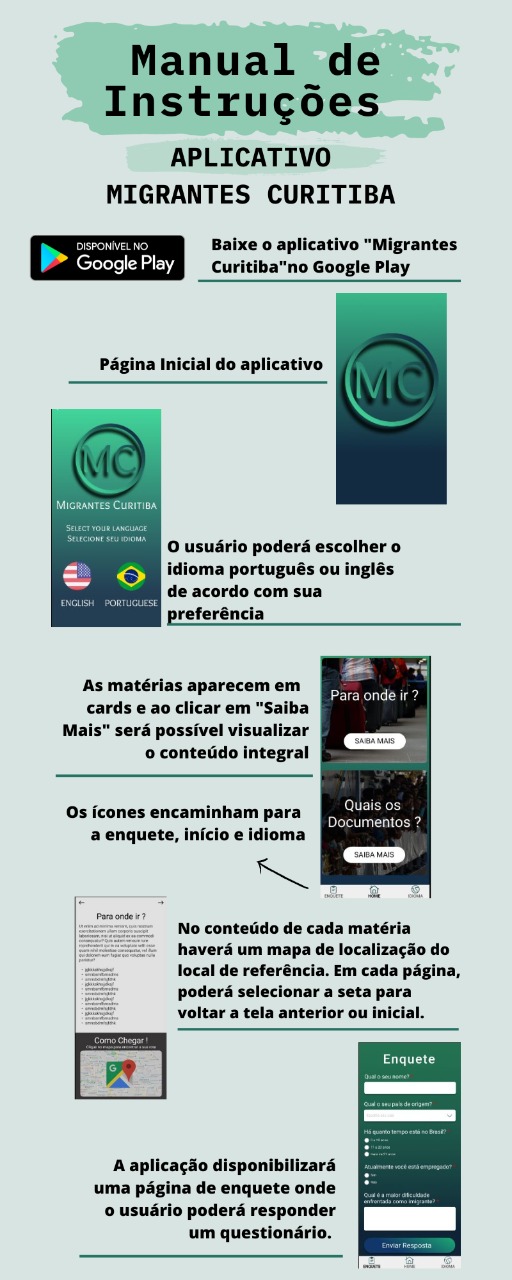 Manual de
Instruções
APLICATIVO
MIGRANTES CURITIBA
DISPONÍVEL NO
Google Play
Baixe o aplicativo "Migrantes
Curitiba"no Google Play
Página Inicial do aplicativo
MC
MC
MIGRANTES CURITIBA
SELECT YOUR LANGUAGE
SELECIONE SEU IDIOMA
ENGLISH PORTUGUESE
O usuário poderá escolher o
idioma português ou inglês
de acordo com sua
preferência
As matérias aparecem em
cards e ao clicar em "Saiba
Mais" será possível visualizar
o conteúdo integral
Para onde ir ?
SAIBA MAIS
Quais os
Documentos ?
SAIBA MAIS
ENQUETE HOME IDIOMA
Os ícones encaminham para
a enquete, início e idioma
Para onde ir ?
Como Chegar !
No conteúdo de cada matéria
haverá um mapa de localização do
local de referência. Em cada página,
poderá selecionar a seta para
voltar a tela anterior ou inicial.
Enquete
Qual o seu nome?
Qual o seu país de origem?
Há quanto tempo está no Brasil?
Atualmente você está empregado?
Qual é a maior dificuldade
enfrentada como imigrante?
Enviar Resposta
ENQUETE HOME IDIOMA
A aplicação disponibilizará
uma página de enquete onde
o usuário poderá responder
um questionário.